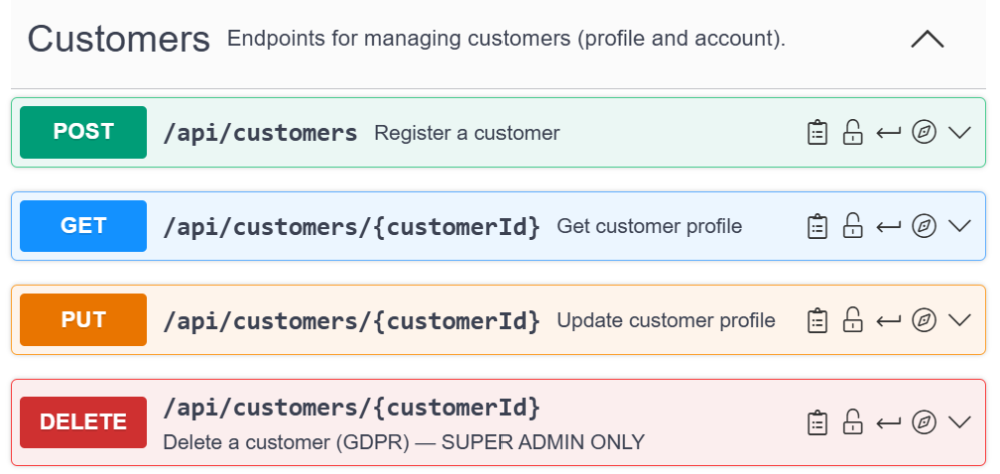 Customers Endpoints for managing customers (profile and account).
POST /api/customers Register a customer
GET /api/customers/{customerId} Get customer profile
PUT /api/customers/{customerId} Update customer profile
DELETE /api/customers/{customerId}
Delete a customer (GDPR) — SUPER ADMIN ONLY